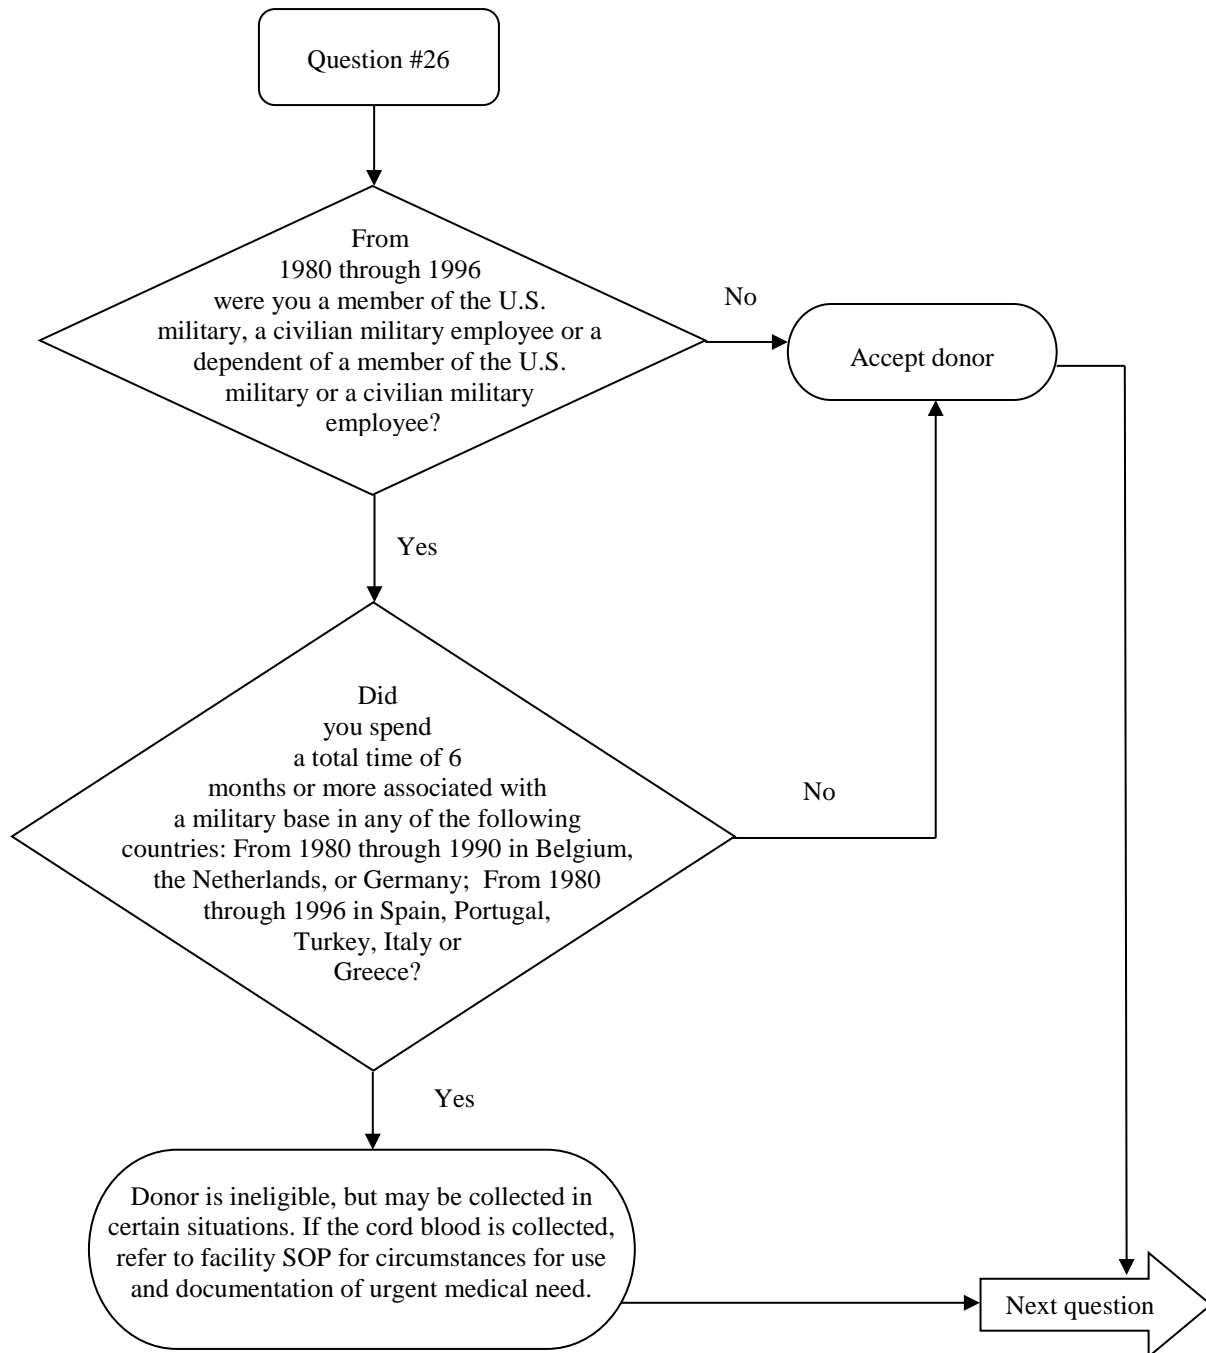 Question #26
From
1980 through 1996
were you a member of the U.S.
military, a civilian military employee or a
dependent of a member of the U.S.
military or a civilian military
employee?
No
Accept donor
Yes
Did
you spend
a total time of 6
months or more associated with
a military base in any of the following
countries: From 1980 through 1990 in Belgium,
the Netherlands, or Germany;  From 1980
through 1996 in Spain, Portugal,
Turkey, Italy or
Greece?
No
Yes
Donor is ineligible, but may be collected in
certain situations. If the cord blood is collected,
refer to facility SOP for circumstances for use
and documentation of urgent medical need.
Next question